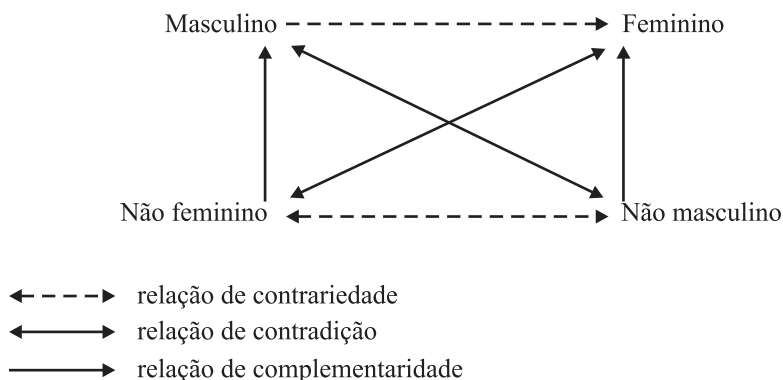 Masculino Feminino
Não feminino Não masculino
relação de contrariedade
relação de contradição
relação de complementaridade